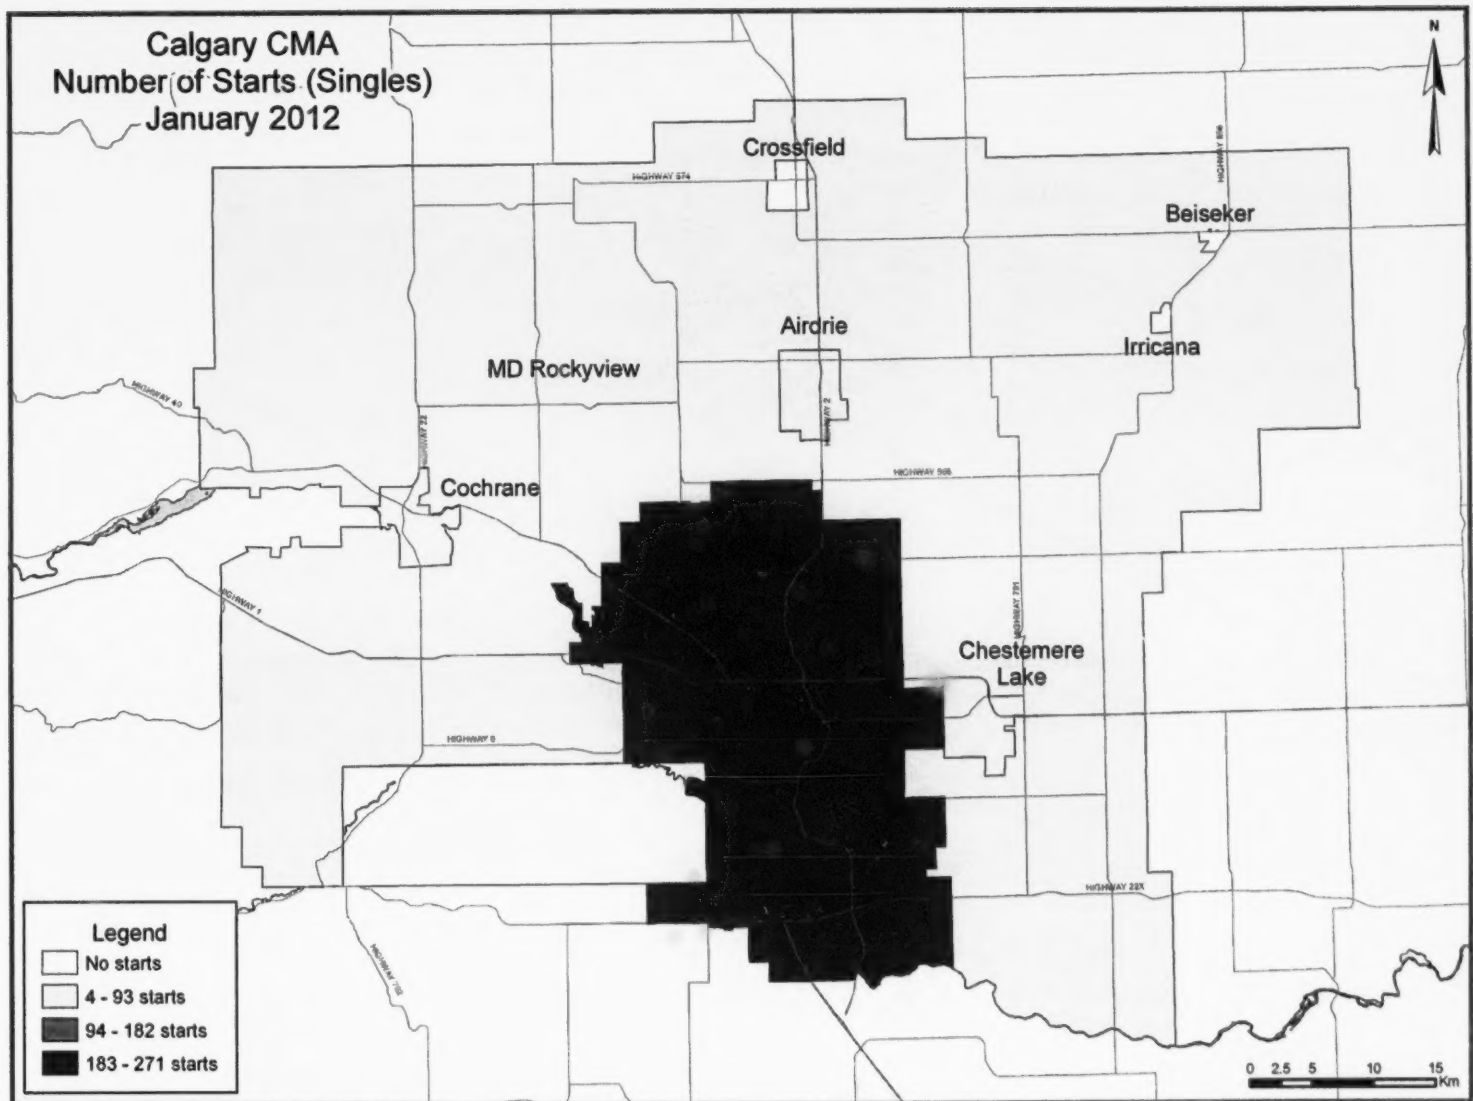 Calgary CMA
Number of Starts (Singles)
January 2012
N
Crossfield
HIGHWAY 574
HIGHWAY 806
Beiseker
Airdrie
Irricana
MD Rockyview
HIGHWAY 2
HIGHWAY 40
HIGHWAY 22
Cochrane
HIGHWAY 566
HIGHWAY 1
HIGHWAY 791
Chestemere
Lake
HIGHWAY 8
HIGHWAY 22X
Legend
No starts
4 - 93 starts
94 - 182 starts
183 - 271 starts
0 2.5 5 10 15
Km